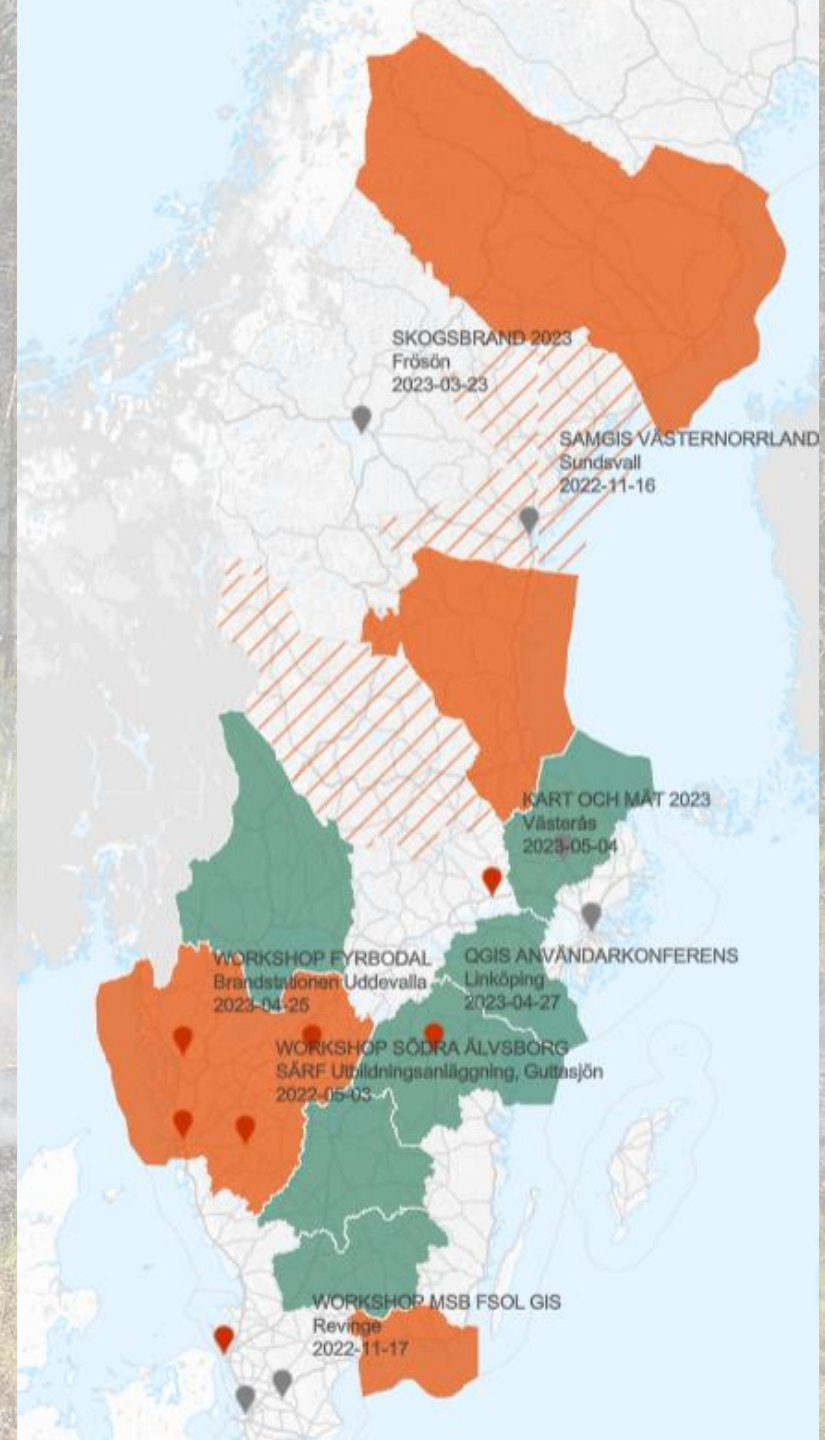 SKOGSBRAND 2023
Frösön
2023-03-23
SAMGIS VÄSTERNORRLAND
Sundsvall
2022-11-16
KART OCH MÄT 2023
Västerås
2023-05-04
WORKSHOP FYRBODAL
Brandstationen Uddevalla
2023-04-25
QGIS ANVÄNDARKONFERENS
Linköping
2023-04-27
WORKSHOP SÖDRA ÄLVSBORG
SÄRF Utbildningsanläggning, Guttasjön
2022-05-03
WORKSHOP MSB FSOL GIS
Revinge
2022-11-17